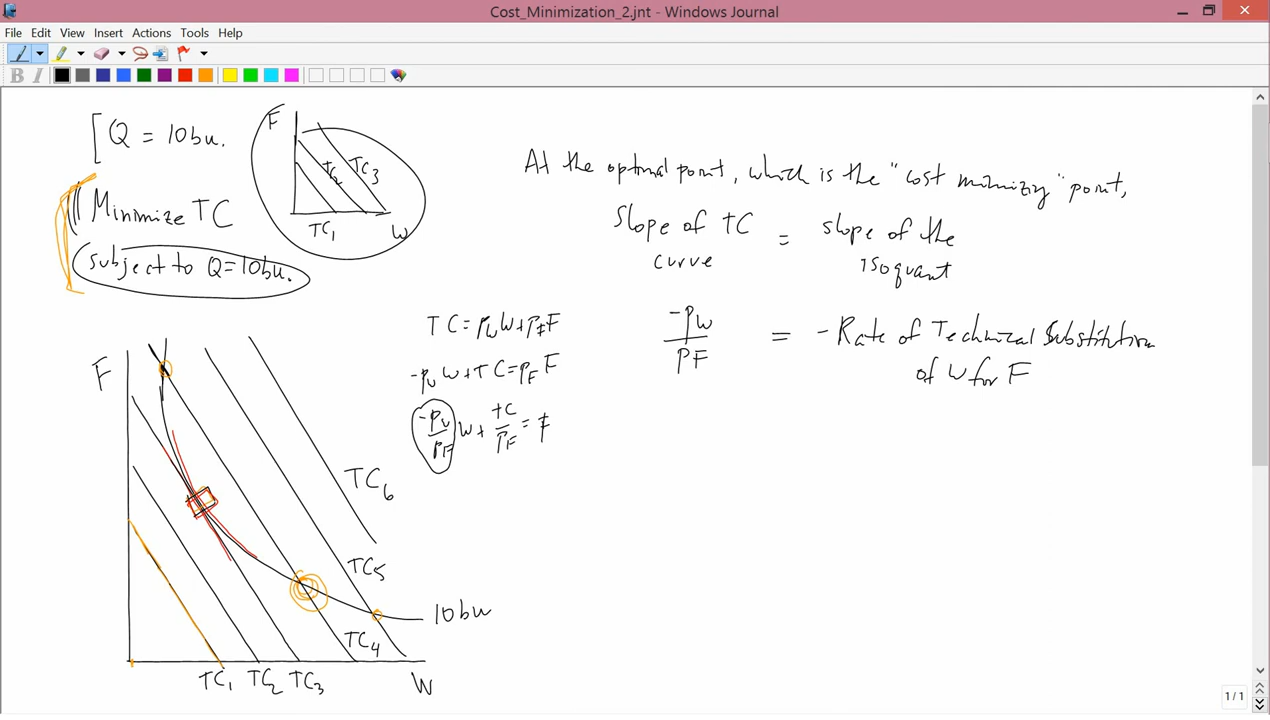 Cost_Minimization_2.jnt - Windows Journal
File Edit View Insert Actions Tools Help
B I
Q = 10bu.
Minimize TC
subject to Q=10bu.
F
TC2
TC3
TC1
W
At the optimal point, which is the "cost minimizing" point,
Slope of TC curve = slope of the isoquant
TC = pwW + pFF
-pwW + TC = pFF
-pw/pF W + TC/pF = F
-pw/pF = - Rate of Technical Substitution
of W for F
F
TC6
TC5
10bu
TC4
TC1 TC2 TC3
W
1 / 1